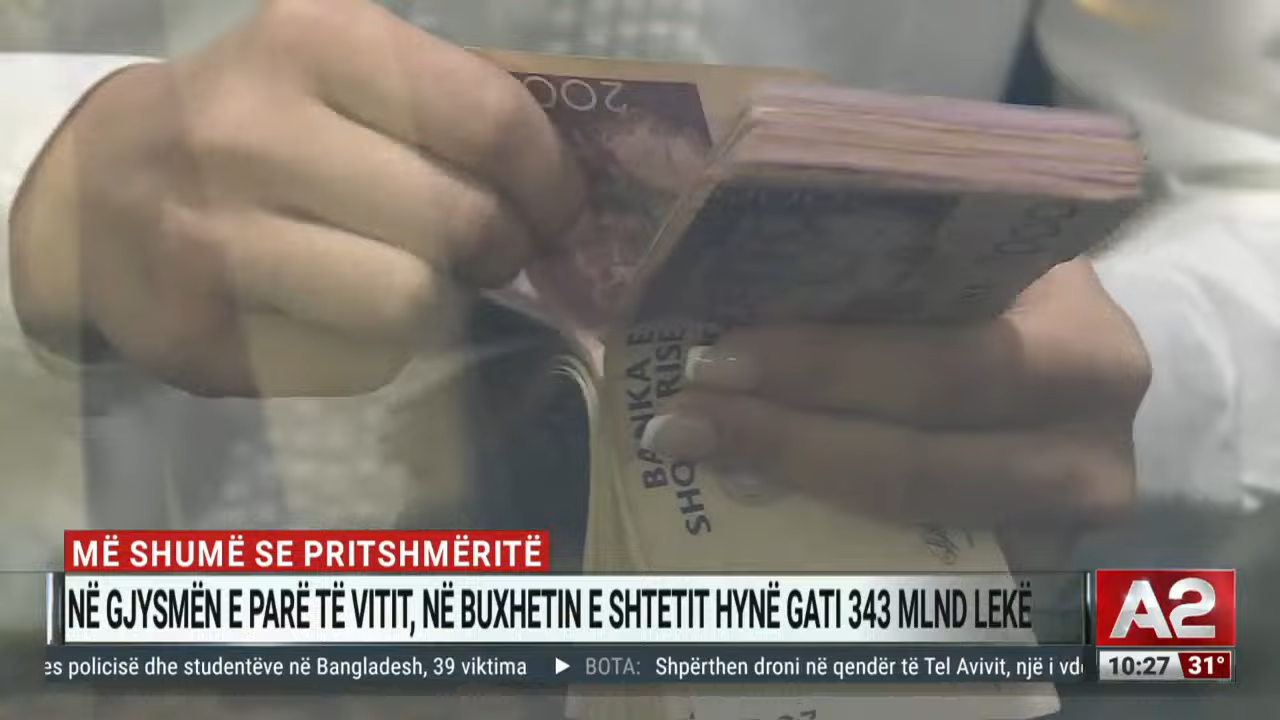 200
BANKA E
MË SHUMË SE PRITSHMËRITË
NË GJYSMËN E PARË TË VITIT, NË BUXHETIN E SHTETIT HYNË GATI 343 MLND LEKË
A2
es policisë dhe studentëve në Bangladesh, 39 viktima ▶ BOTA: Shpërthen droni në qendër të Tel Avivit, një i vd
10:27 31°